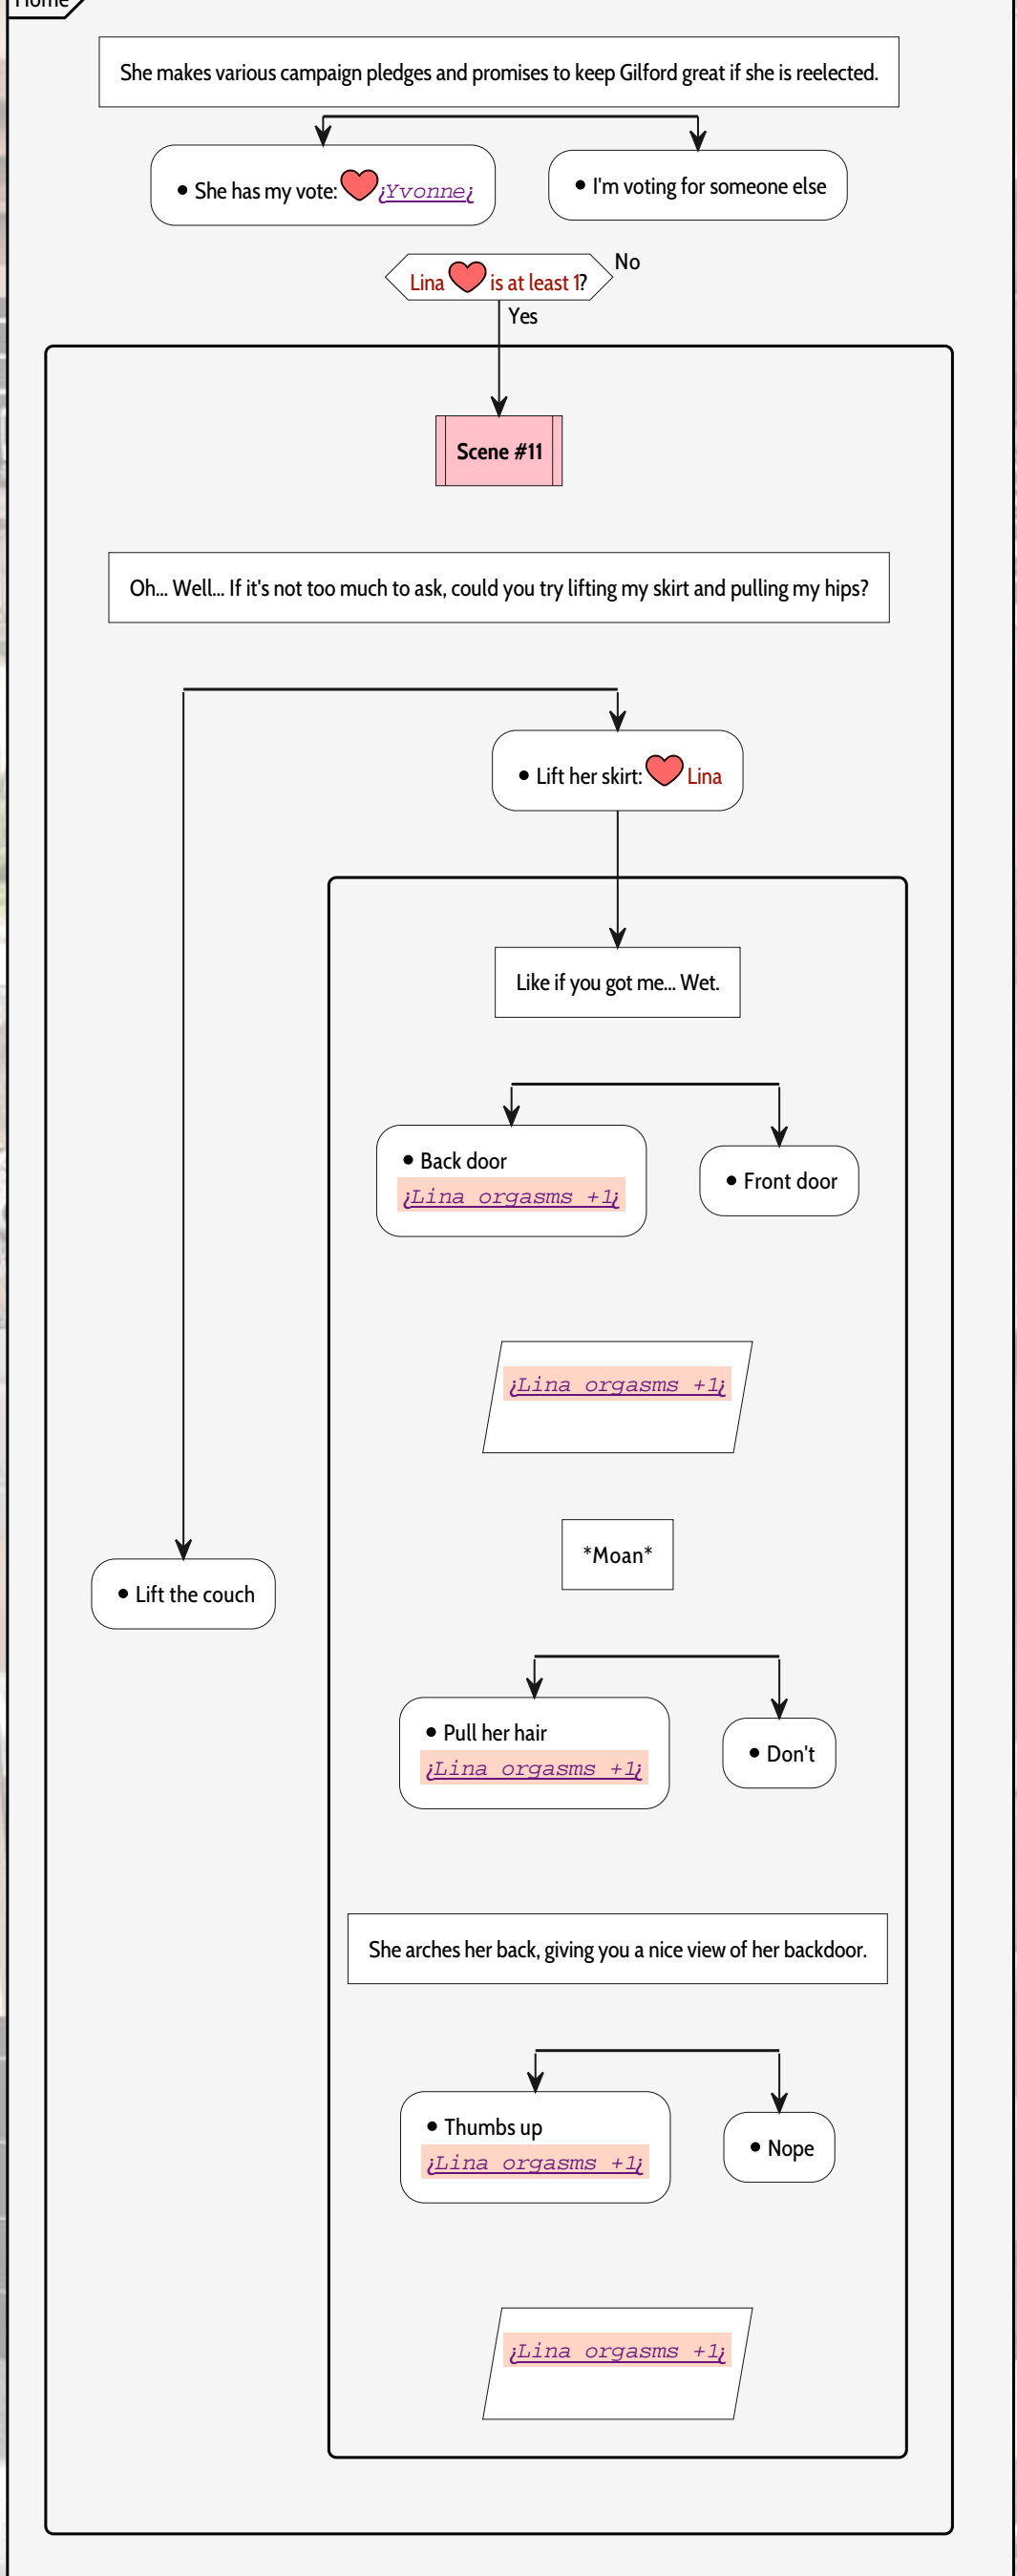 Home
She makes various campaign pledges and promises to keep Gilford great if she is reelected.
• She has my vote: ❤¿Yvonne¿
• I'm voting for someone else
Lina ❤ is at least 1?
No
Yes
Scene #11
Oh... Well... If it's not too much to ask, could you try lifting my skirt and pulling my hips?
• Lift her skirt: ❤ Lina
Like if you got me... Wet.
• Back door
¿Lina orgasms +1¿
• Front door
¿Lina orgasms +1¿
*Moan*
• Lift the couch
• Pull her hair
¿Lina orgasms +1¿
• Don't
She arches her back, giving you a nice view of her backdoor.
• Thumbs up
¿Lina orgasms +1¿
• Nope
¿Lina orgasms +1¿